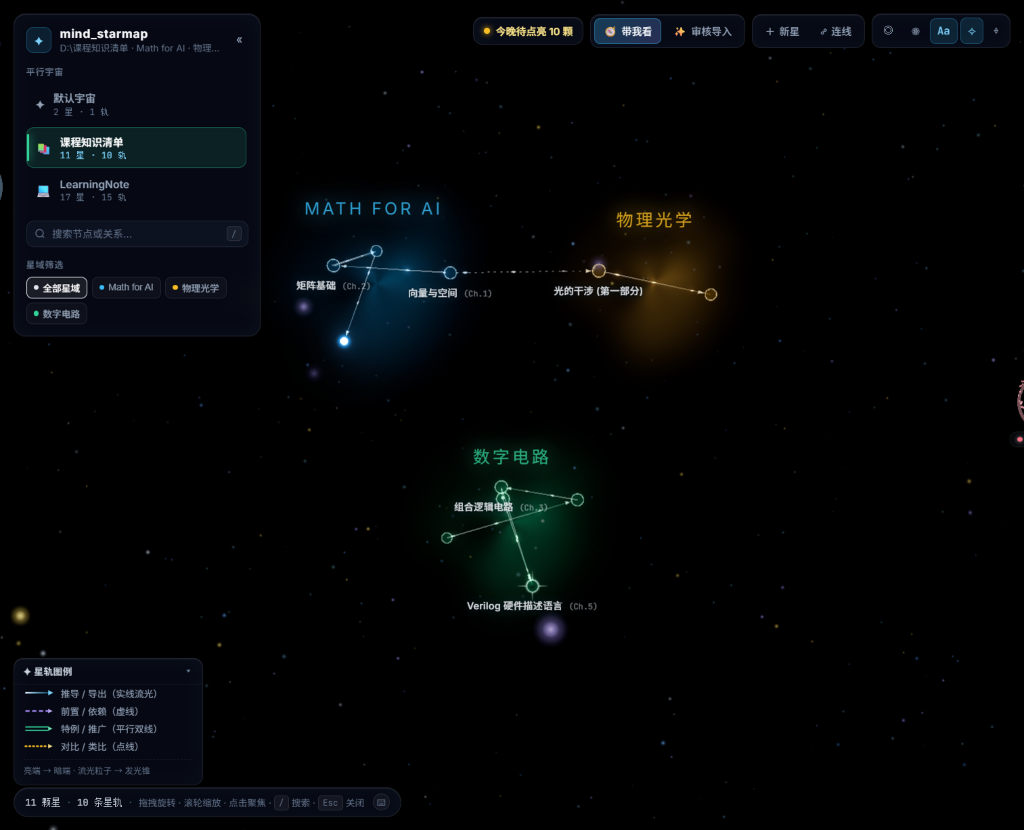 mind_starmap
D:\课程知识清单 · Math for AI · 物理...
«
平行宇宙
默认宇宙
2 星 · 1 轨
课程知识清单
11 星 · 10 轨
LearningNote
17 星 · 15 轨
搜索节点或关系... /
星域筛选
全部星域 Math for AI 物理光学
数字电路
今晚待点亮 10 颗 带我看 审核导入 + 新星 连线 Aa
MATH FOR AI
物理光学
矩阵基础 (Ch.2)
向量与空间 (Ch.1)
光的干涉 (第一部分)
数字电路
组合逻辑电路 (Ch.3)
Verilog 硬件描述语言 (Ch.5)
星轨图例
推导 / 导出（实线流光）
前置 / 依赖（虚线）
特例 / 推广（平行双线）
对比 / 类比（点线）
亮端 → 暗端 · 流光粒子 → 发光锥
11 颗星 · 10 条星轨 · 拖拽旋转 · 滚轮缩放 · 点击聚焦 · / 搜索 · Esc 关闭